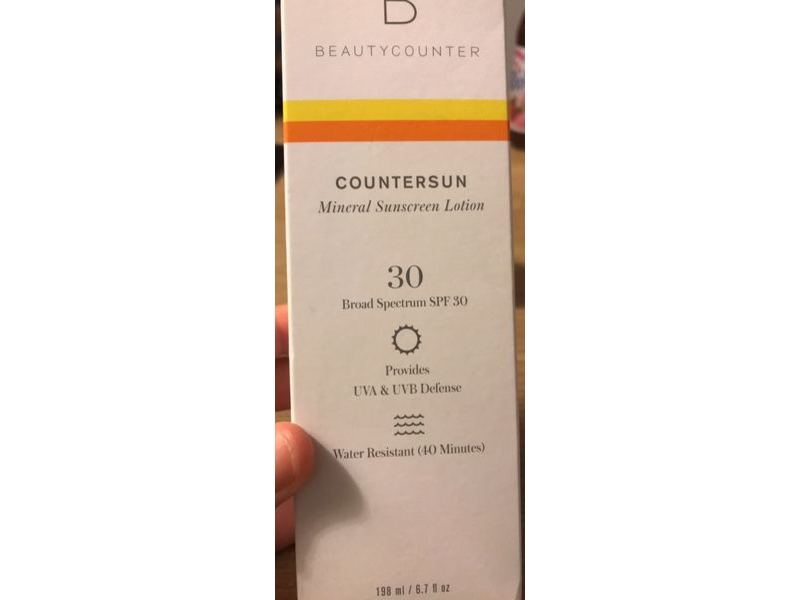 B
BEAUTYCOUNTER
COUNTERSUN
Mineral Sunscreen Lotion
30
Broad Spectrum SPF 30
Provides
UVA & UVB Defense
Water Resistant (40 Minutes)
198 ml / 6.7 fl oz